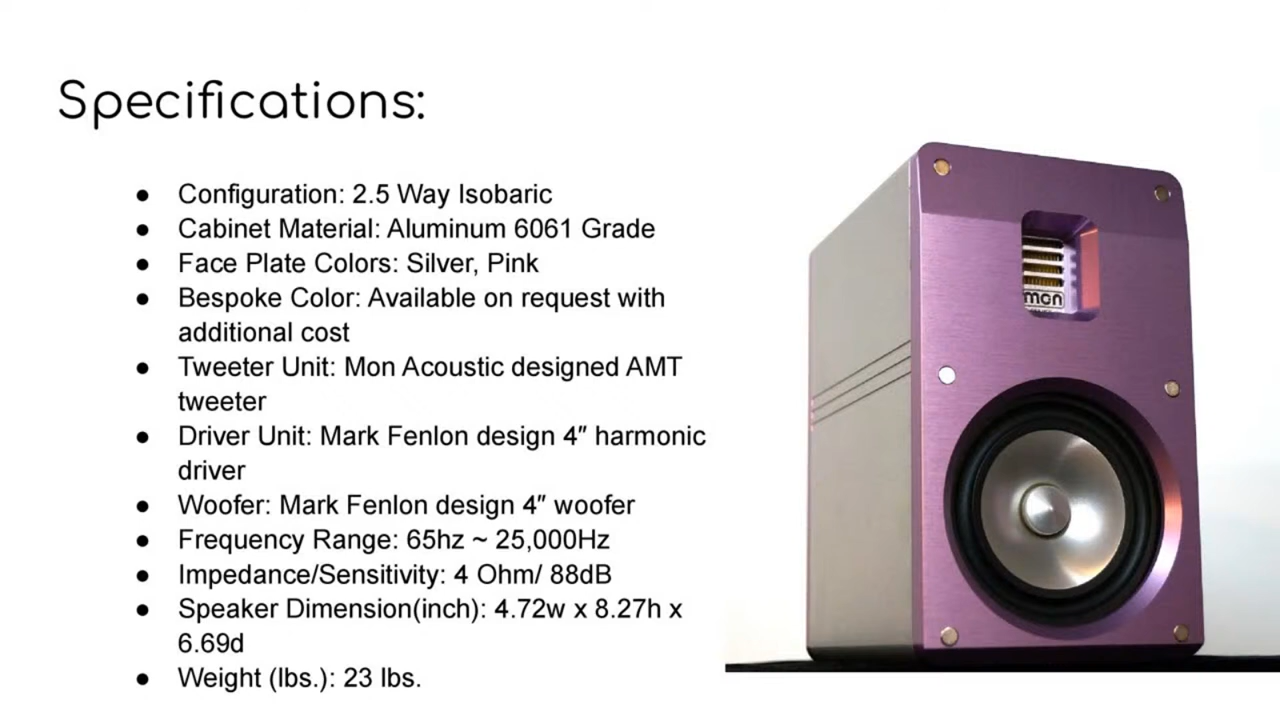 Specifications:
● Configuration: 2.5 Way Isobaric
● Cabinet Material: Aluminum 6061 Grade
● Face Plate Colors: Silver, Pink
● Bespoke Color: Available on request with
additional cost
● Tweeter Unit: Mon Acoustic designed AMT
tweeter
● Driver Unit: Mark Fenlon design 4″ harmonic
driver
● Woofer: Mark Fenlon design 4″ woofer
● Frequency Range: 65hz ~ 25,000Hz
● Impedance/Sensitivity: 4 Ohm/ 88dB
● Speaker Dimension(inch): 4.72w x 8.27h x
6.69d
● Weight (lbs.): 23 lbs.
mon